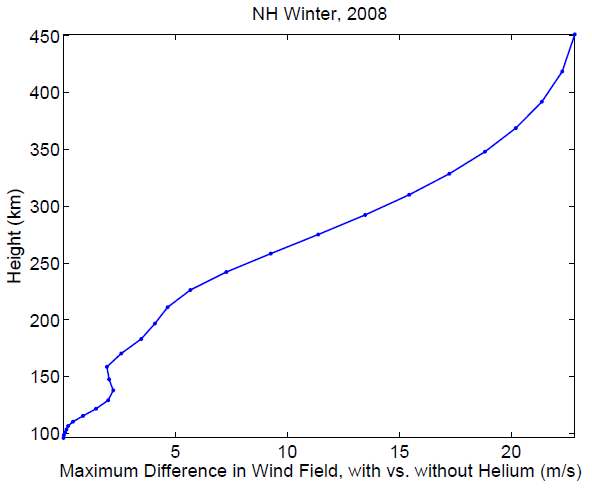 NH Winter, 2008
450
400
350
300
250
200
150
100
Height (km)
5 10 15 20
Maximum Difference in Wind Field, with vs. without Helium (m/s)